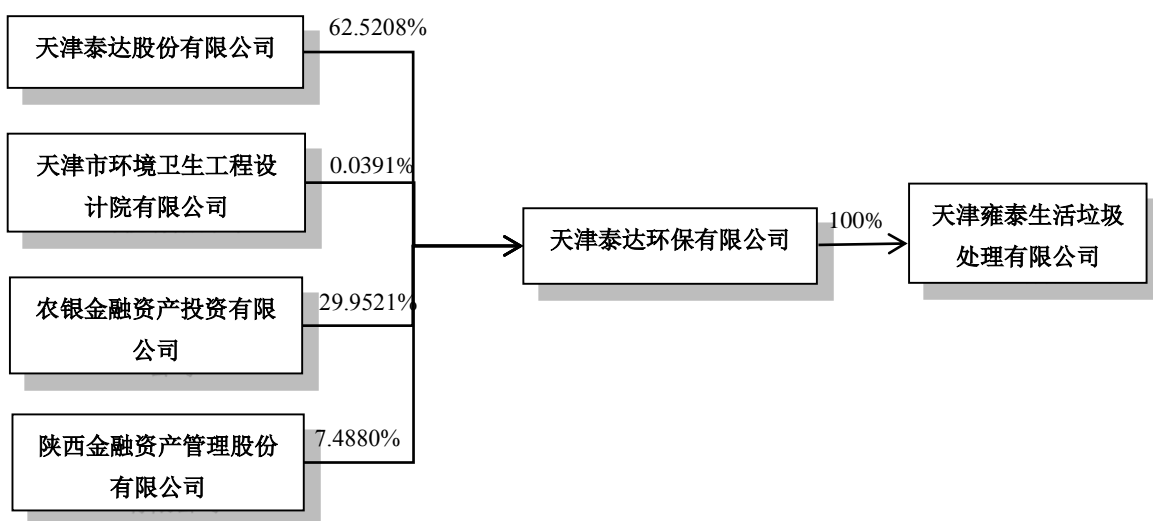 天津泰达股份有限公司
62.5208%
天津市环境卫生工程设
计院有限公司
0.0391%
农银金融资产投资有限
公司
29.9521%
陕西金融资产管理股份
有限公司
7.4880%
天津泰达环保有限公司
100%
天津雍泰生活垃圾
处理有限公司